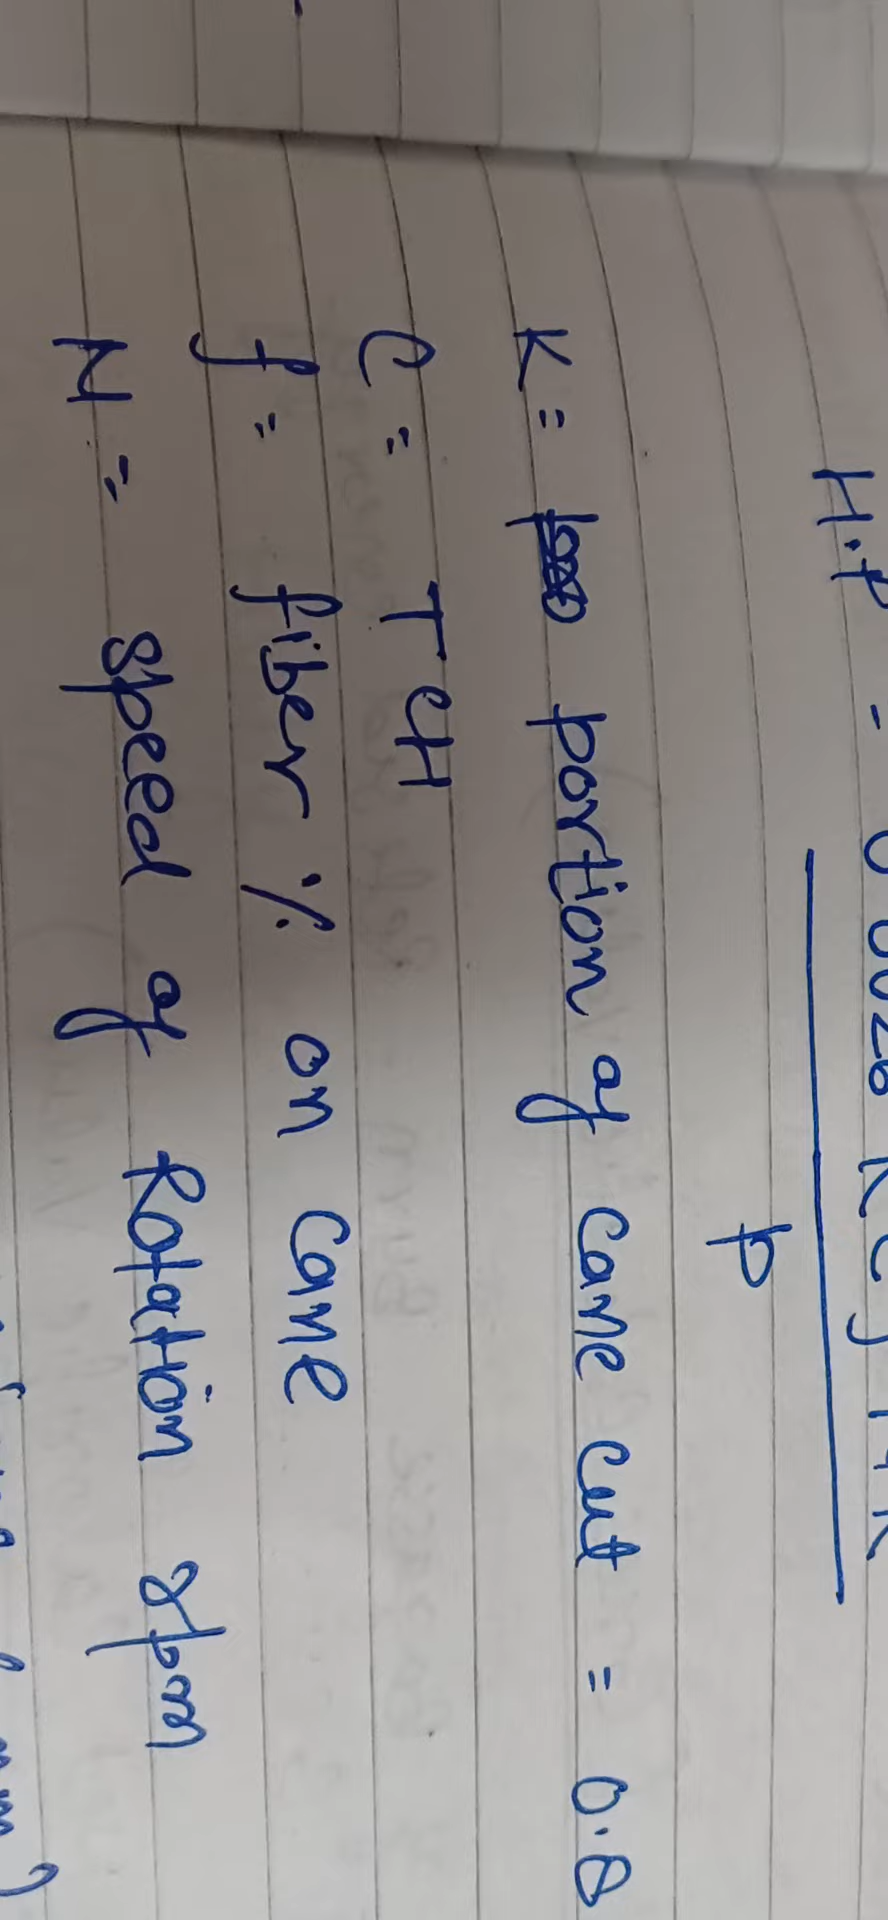 H.P =
p
K = portion of cane cut = 0.8
C = TCH
f = fiber % on cane
N = speed of Rotation rpm